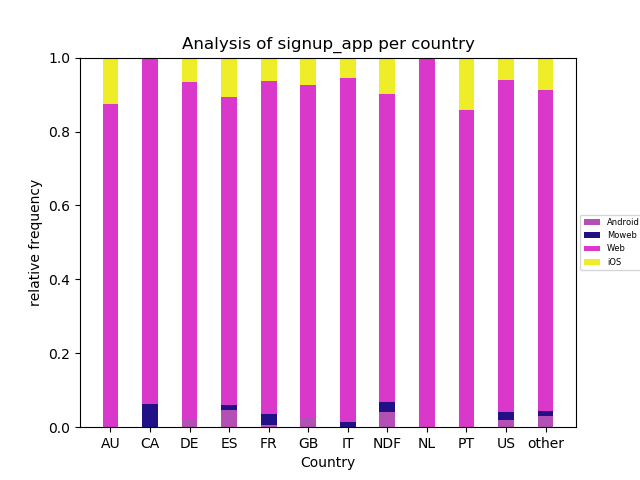 Analysis of signup_app per country
relative frequency
1.0
0.8
0.6
0.4
0.2
0.0
AU CA DE ES FR GB IT NDF NL PT US other
Country
Android
Moweb
Web
iOS